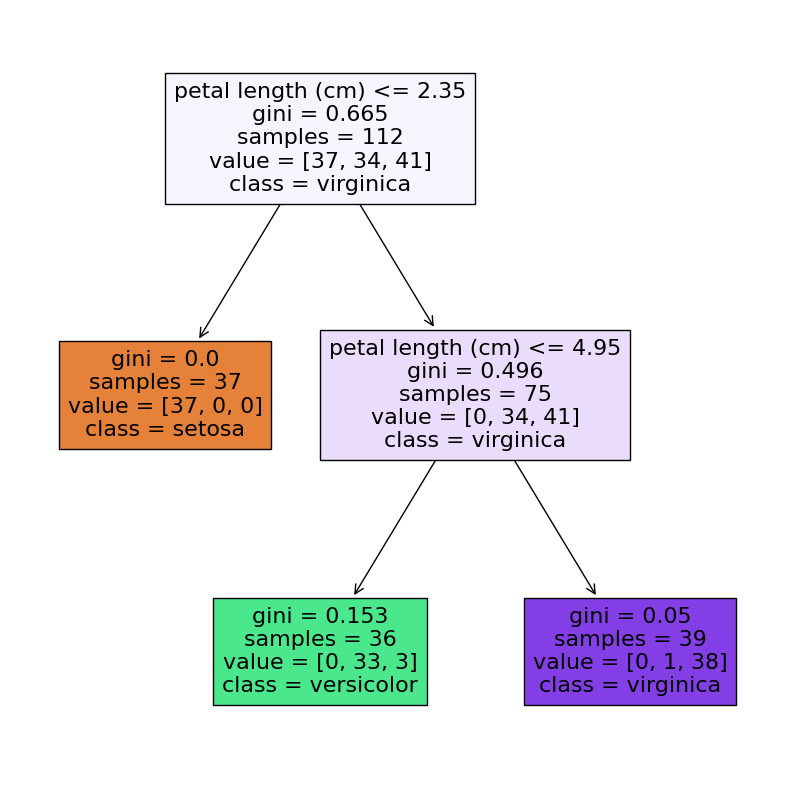 petal length (cm) <= 2.35
gini = 0.665
samples = 112
value = [37, 34, 41]
class = virginica
gini = 0.0
samples = 37
value = [37, 0, 0]
class = setosa
petal length (cm) <= 4.95
gini = 0.496
samples = 75
value = [0, 34, 41]
class = virginica
gini = 0.153
samples = 36
value = [0, 33, 3]
class = versicolor
gini = 0.05
samples = 39
value = [0, 1, 38]
class = virginica